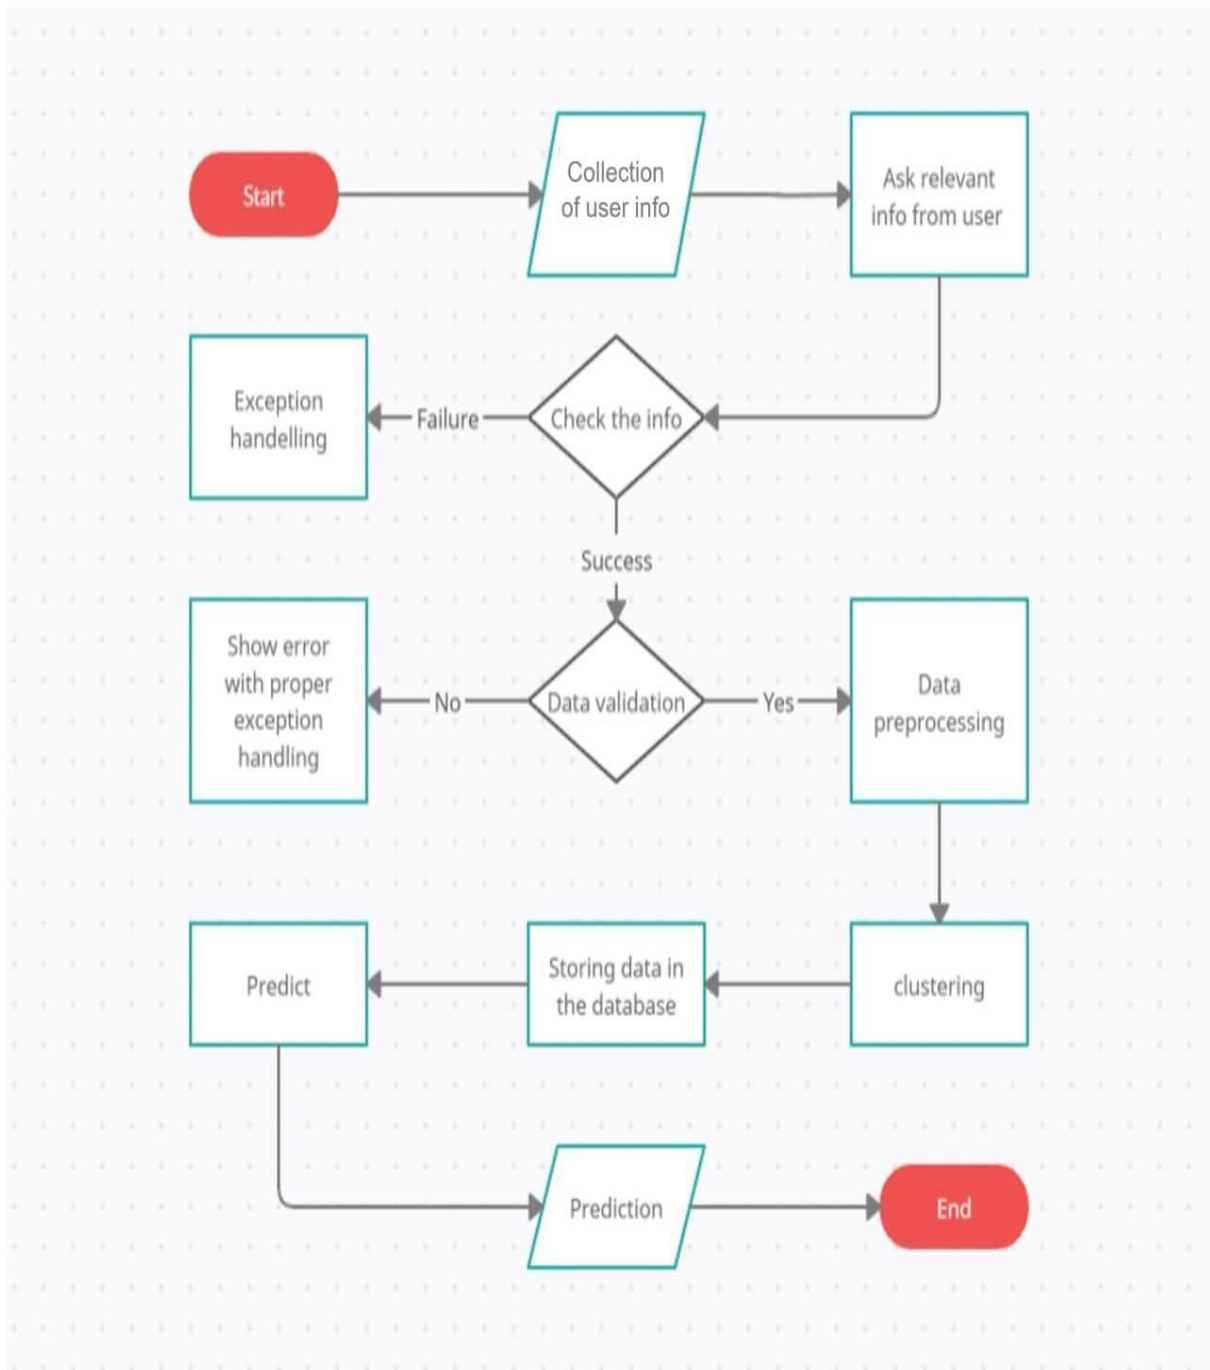 Start
Collection
of user info
Ask relevant
info from user
Exception
handelling
Failure
Check the info
Success
Show error
with proper
exception
handling
No
Data validation
Yes
Data
preprocessing
Predict
Storing data in
the database
clustering
Prediction
End